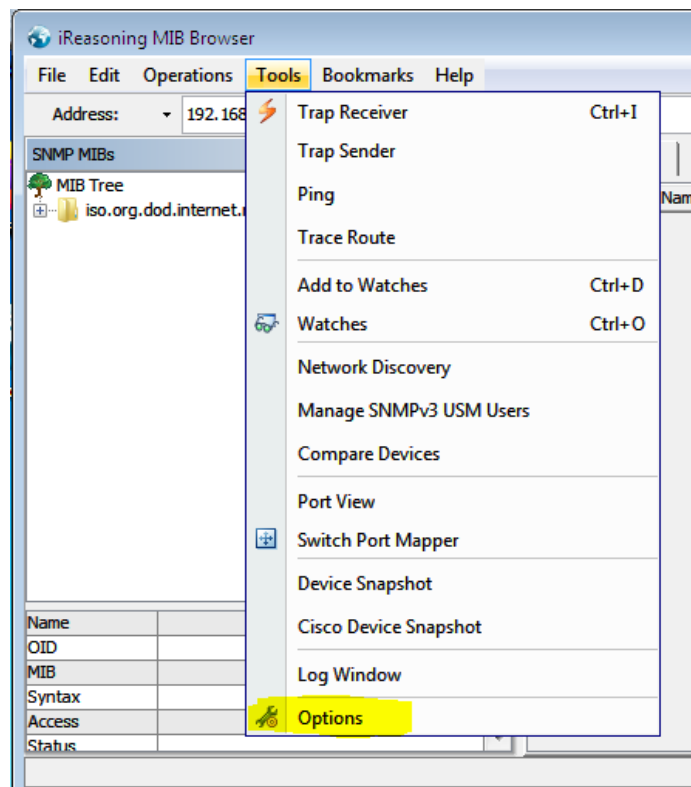 iReasoning MIB Browser
File Edit Operations Tools Bookmarks Help
Address: 192.168
SNMP MIBs
MIB Tree
iso.org.dod.internet.
Trap Receiver Ctrl+I
Trap Sender
Ping
Nam
Trace Route
Add to Watches Ctrl+D
Watches Ctrl+O
Network Discovery
Manage SNMPv3 USM Users
Compare Devices
Port View
Switch Port Mapper
Device Snapshot
Cisco Device Snapshot
Log Window
Options
Name
OID
MIB
Syntax
Access
Status